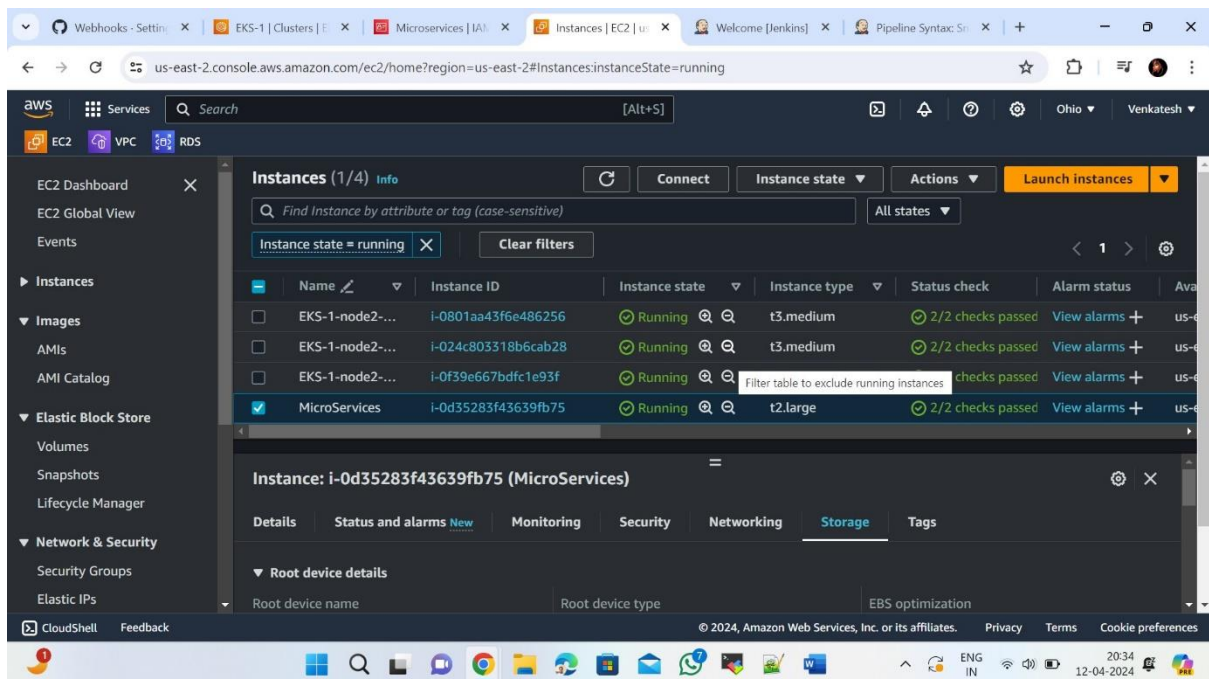 Webhooks · Settin
EKS-1 | Clusters | E
Microservices | IAM
Instances | EC2 | us
Welcome [Jenkins]
Pipeline Syntax: Sn
us-east-2.console.aws.amazon.com/ec2/home?region=us-east-2#Instances:instanceState=running
aws Services Search [Alt+S] Ohio Venkatesh
EC2 VPC RDS
EC2 Dashboard
EC2 Global View
Events
Instances
Images
AMIs
AMI Catalog
Elastic Block Store
Volumes
Snapshots
Lifecycle Manager
Network & Security
Security Groups
Elastic IPs
Instances (1/4) Info Connect Instance state Actions Launch instances
Find Instance by attribute or tag (case-sensitive) All states
Instance state = running Clear filters 1
Name Instance ID Instance state Instance type Status check Alarm status Ava
EKS-1-node2-... i-0801aa43f6e486256 Running t3.medium 2/2 checks passed View alarms + us-e
EKS-1-node2-... i-024c803318b6cab28 Running t3.medium 2/2 checks passed View alarms + us-e
EKS-1-node2-... i-0f39e667bdfc1e93f Running checks passed View alarms + us-e
Filter table to exclude running instances
MicroServices i-0d35283f43639fb75 Running t2.large 2/2 checks passed View alarms + us-e
Instance: i-0d35283f43639fb75 (MicroServices)
Details Status and alarms New Monitoring Security Networking Storage Tags
Root device details
Root device name Root device type EBS optimization
CloudShell Feedback © 2024, Amazon Web Services, Inc. or its affiliates. Privacy Terms Cookie preferences
ENG 20:34
IN 12-04-2024